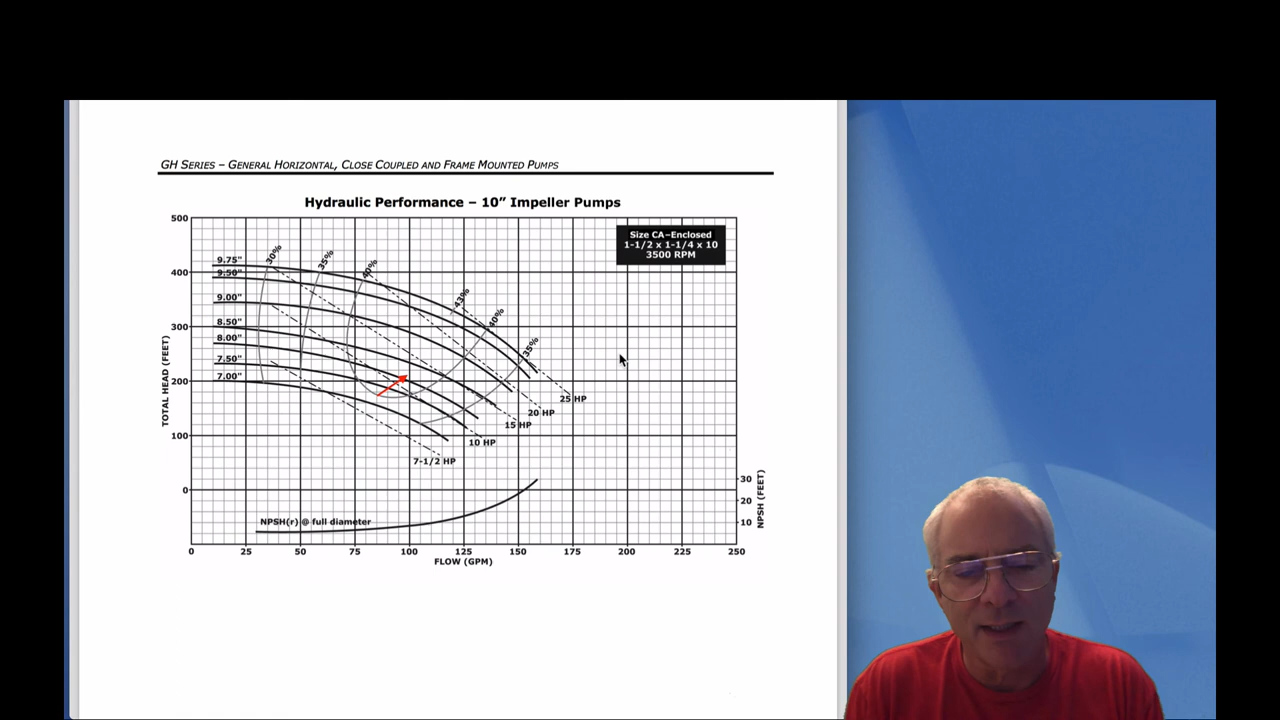 GH SERIES – GENERAL HORIZONTAL, CLOSE COUPLED AND FRAME MOUNTED PUMPS
Hydraulic Performance – 10” Impeller Pumps
Size CA–Enclosed
1-1/2 x 1-1/4 x 10
3500 RPM
500
400
300
200
100
0
TOTAL HEAD (FEET)
9.75"
9.50"
9.00"
8.50"
8.00"
7.50"
7.00"
30%
35%
40%
43%
40%
35%
25 HP
20 HP
15 HP
10 HP
7-1/2 HP
NPSH(r) @ full diameter
30
20
10
NPSH (FEET)
0 25 50 75 100 125 150 175 200 225 250
FLOW (GPM)